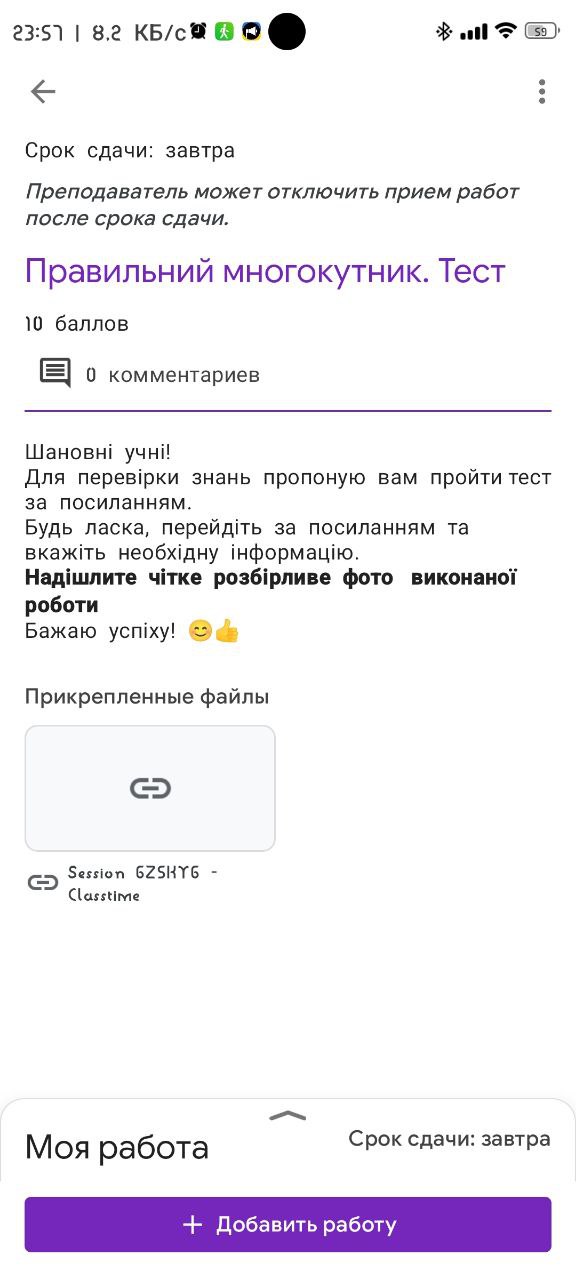 23:57 | 8.2 КБ/с 59
Срок сдачи: завтра
Преподаватель может отключить прием работ
после срока сдачи.
Правильний многокутник. Тест
10 баллов
0 комментариев
Шановні учні!
Для перевірки знань пропоную вам пройти тест
за посиланням.
Будь ласка, перейдіть за посиланням та
вкажіть необхідну інформацію.
Надішлите чітке розбірливе фото виконаної
роботи
Бажаю успіху! 😊👍
Прикрепленные файлы
Session GZSKYG -
Classtime
Моя работа
Срок сдачи: завтра
+ Добавить работу